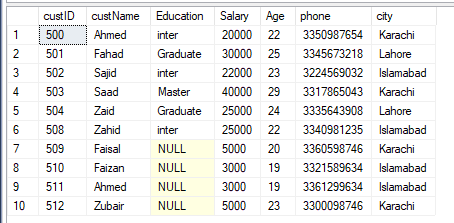 custID custName Education Salary Age phone city
1 500 Ahmed inter 20000 22 3350987654 Karachi
2 501 Fahad Graduate 30000 25 3345673218 Lahore
3 502 Sajid inter 22000 23 3224569032 Islamabad
4 503 Saad Master 40000 29 3317865043 Karachi
5 504 Zaid Graduate 25000 24 3335643908 Lahore
6 508 Zahid inter 25000 22 3340981235 Islamabad
7 509 Faisal NULL 5000 20 3360598746 Karachi
8 510 Faizan NULL 3000 19 3321589634 Islamabad
9 511 Ahmed NULL 3000 19 3361299634 Islamabad
10 512 Zubair NULL 5000 23 3300098746 Karachi